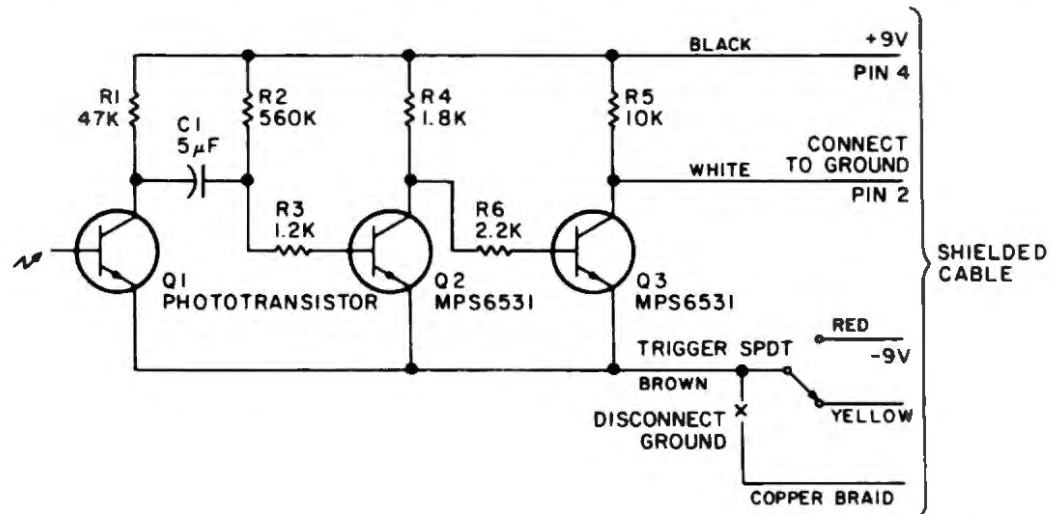 BLACK
+9V
PIN 4
R1
47K
C1
5µF
R2
560K
R4
1.8K
R5
10K
WHITE
CONNECT
TO GROUND
PIN 2
R3
1.2K
R6
2.2K
Q1
PHOTOTRANSISTOR
Q2
MPS6531
Q3
MPS6531
SHIELDED
CABLE
TRIGGER SPDT
RED
-9V
BROWN
YELLOW
DISCONNECT
GROUND
COPPER BRAID